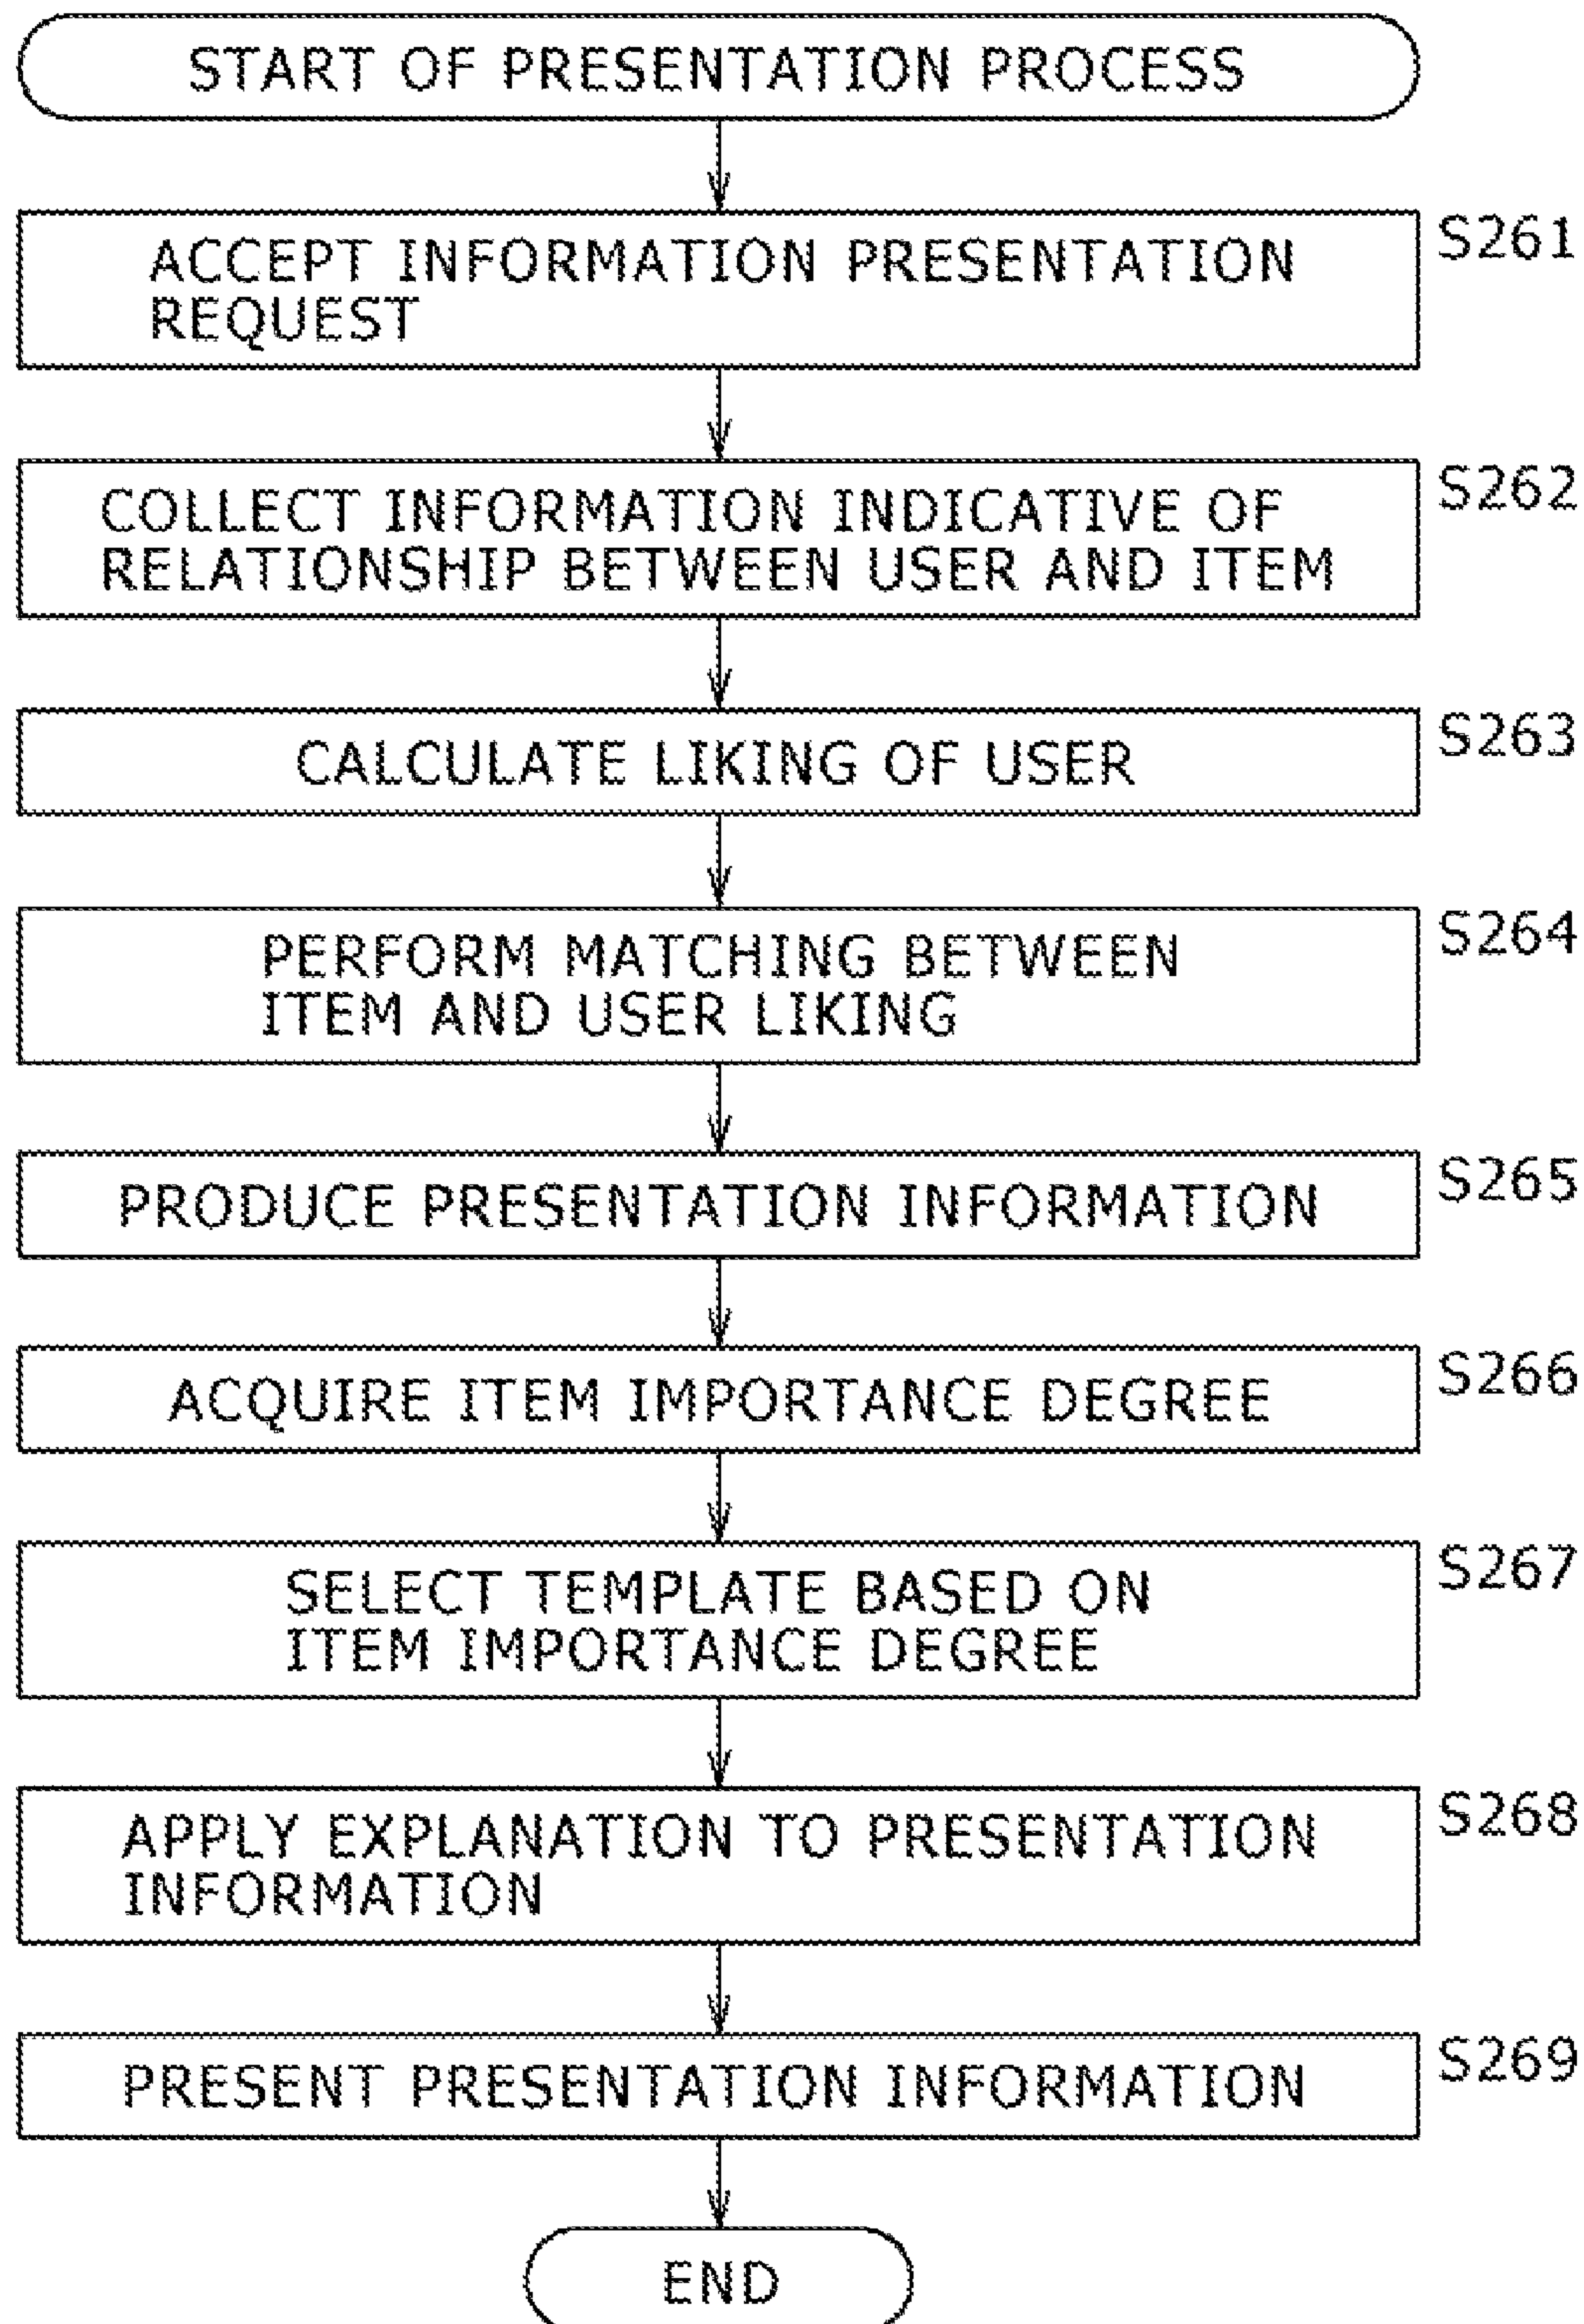 START OF PRESENTATION PROCESS
S261
ACCEPT INFORMATION PRESENTATION
REQUEST
S262
COLLECT INFORMATION INDICATIVE OF
RELATIONSHIP BETWEEN USER AND ITEM
S263
CALCULATE LIKING OF USER
S264
PERFORM MATCHING BETWEEN
ITEM AND USER LIKING
S265
PRODUCE PRESENTATION INFORMATION
S266
ACQUIRE ITEM IMPORTANCE DEGREE
S267
SELECT TEMPLATE BASED ON
ITEM IMPORTANCE DEGREE
S268
APPLY EXPLANATION TO PRESENTATION
INFORMATION
S269
PRESENT PRESENTATION INFORMATION
END